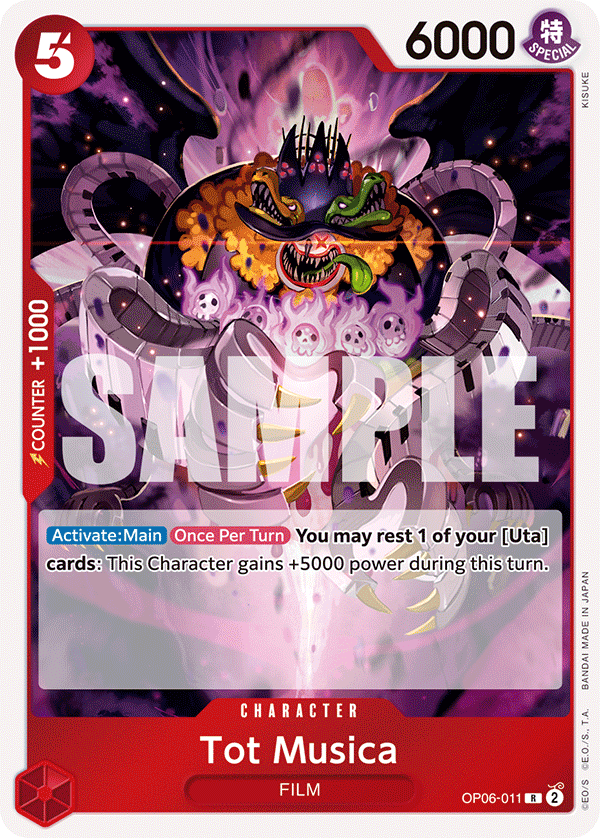 5
6000
特
SPECIAL
KISUKE
COUNTER +1000
SAMPLE
Activate:Main Once Per Turn You may rest 1 of your [Uta]
cards: This Character gains +5000 power during this turn.
CHARACTER
Tot Musica
FILM
OP06-011 R 2
©EO/S ©E.O./S., T.A. BANDAI MADE IN JAPAN